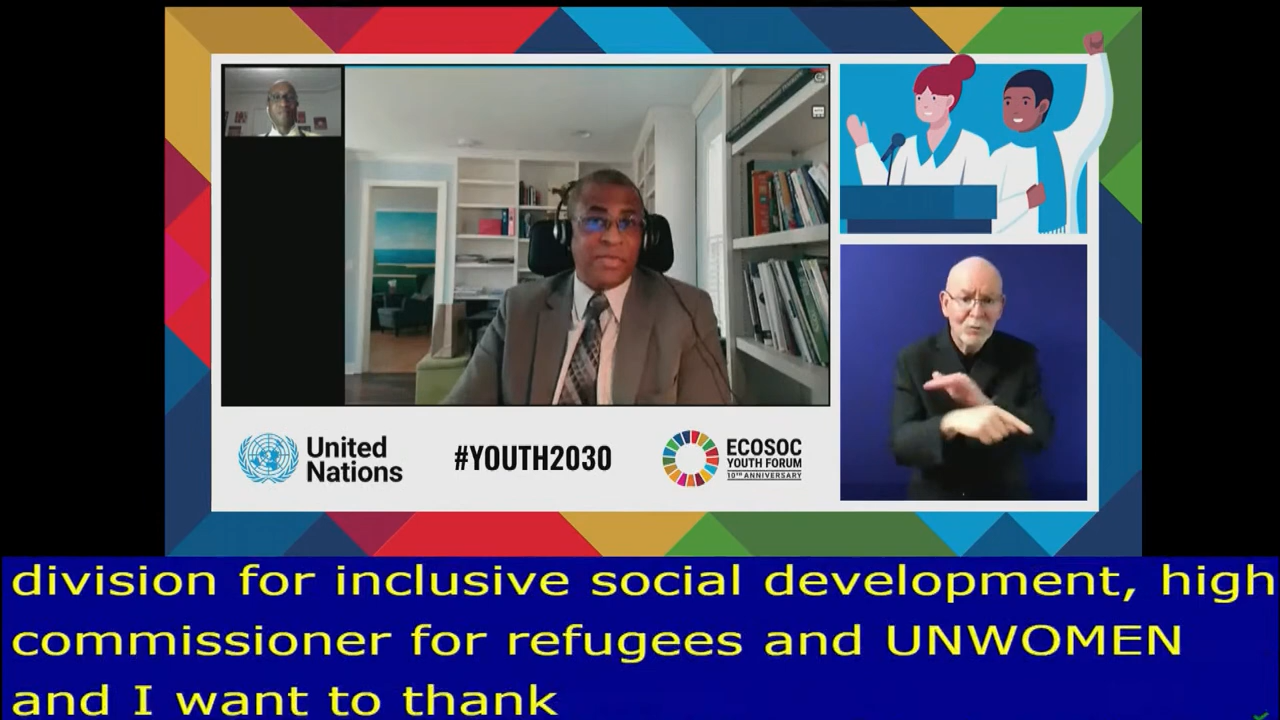 United
Nations
#YOUTH2030
ECOSOC
YOUTH FORUM
10TH ANNIVERSARY
division for inclusive social development, high
commissioner for refugees and UNWOMEN
and I want to thank